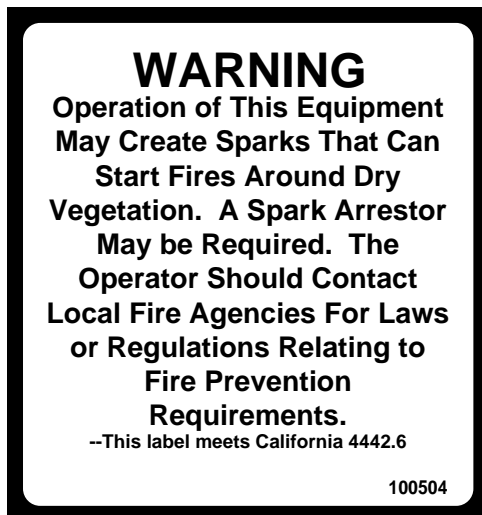 WARNING
Operation of This Equipment
May Create Sparks That Can
Start Fires Around Dry
Vegetation.  A Spark Arrestor
May be Required.  The
Operator Should Contact
Local Fire Agencies For Laws
or Regulations Relating to
Fire Prevention
Requirements.
--This label meets California 4442.6
100504